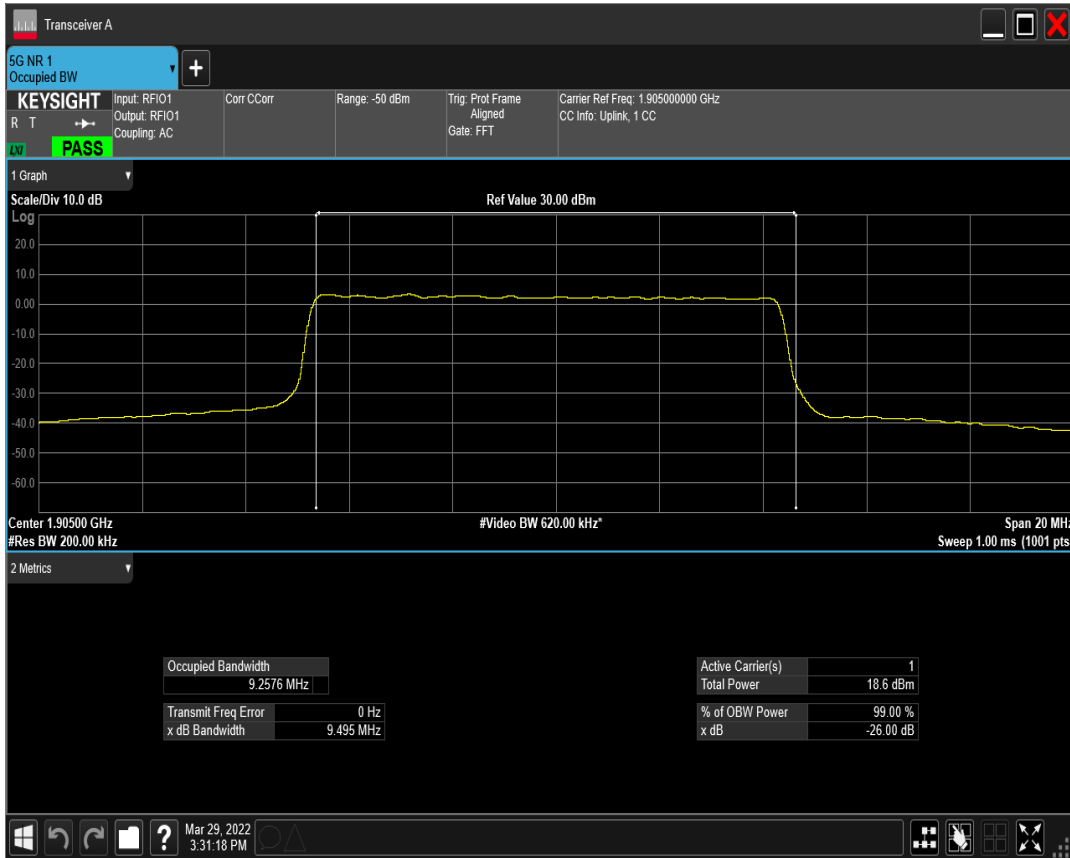 Transceiver A
5G NR 1
Occupied BW
KEYSIGHT
Input: RFIO1
Corr CCorr
Range: -50 dBm
Trig: Prot Frame
Carrier Ref Freq: 1.905000000 GHz
R T
Output: RFIO1
Aligned
CC Info: Uplink, 1 CC
Coupling: AC
Gate: FFT
LXI
PASS
1 Graph
Scale/Div 10.0 dB
Ref Value 30.00 dBm
Log
20.0
10.0
0.00
-10.0
-20.0
-30.0
-40.0
-50.0
-60.0
Center 1.90500 GHz
#Video BW 620.00 kHz*
Span 20 MHz
#Res BW 200.00 kHz
Sweep 1.00 ms (1001 pts
2 Metrics
Occupied Bandwidth
9.2576 MHz
Transmit Freq Error 0 Hz
x dB Bandwidth 9.495 MHz
Active Carrier(s) 1
Total Power 18.6 dBm
% of OBW Power 99.00 %
x dB -26.00 dB
?
Mar 29, 2022
3:31:18 PM